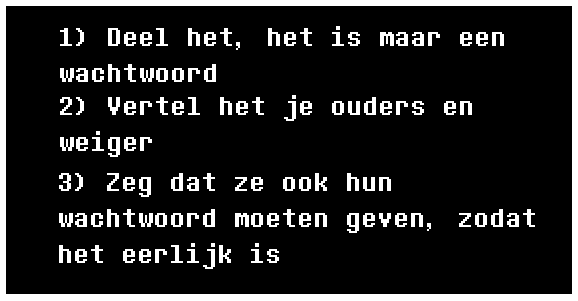 1) Deel het, het is maar een
wachtwoord
2) Vertel het je ouders en
weiger
3) Zeg dat ze ook hun
wachtwoord moeten geven, zodat
het eerlijk is